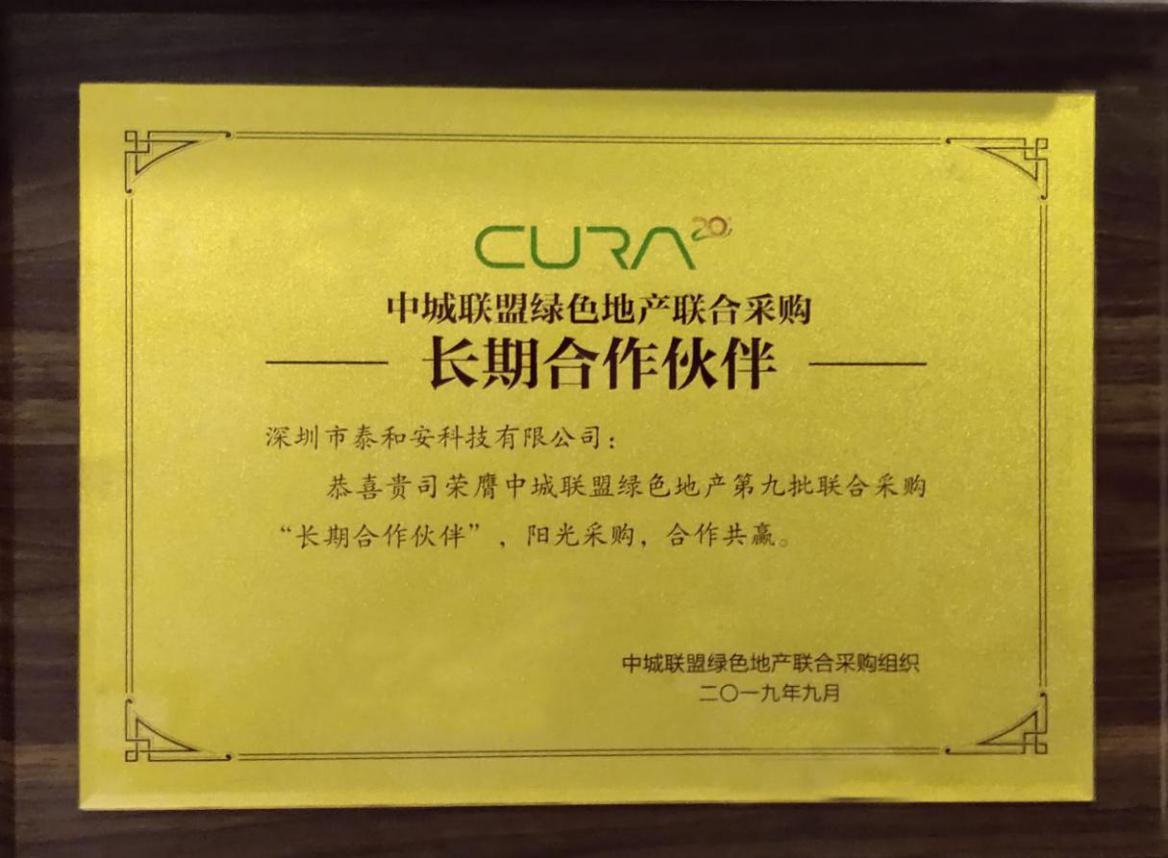 CURA 20
中城联盟绿色地产联合采购
长期合作伙伴
深圳市泰和安科技有限公司：
恭喜贵司荣膺中城联盟绿色地产第九批联合采购
“长期合作伙伴”，阳光采购，合作共赢。
中城联盟绿色地产联合采购组织
二〇一九年九月